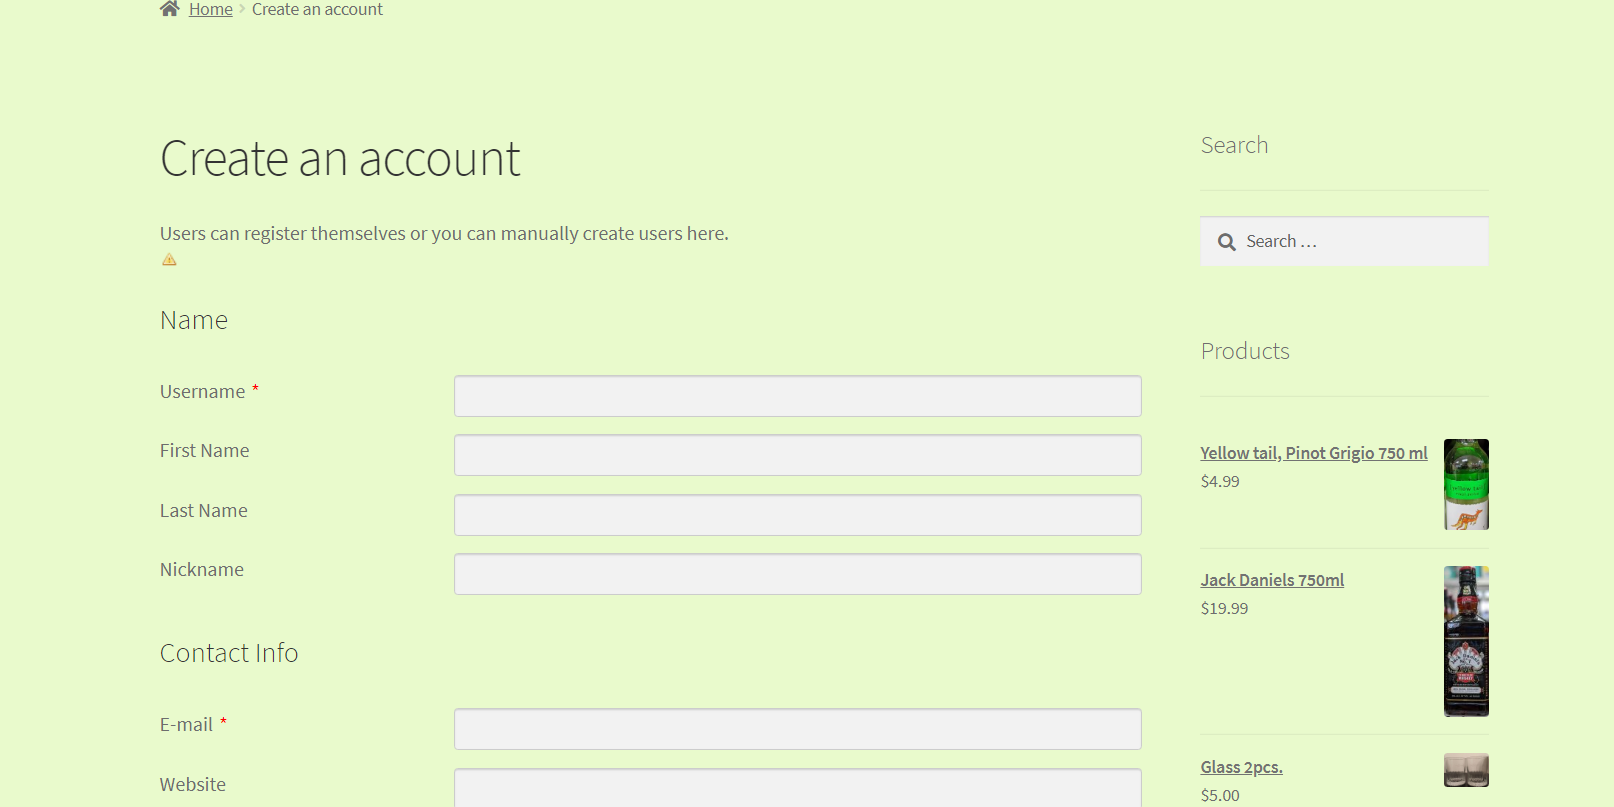 Home > Create an account
Create an account
Users can register themselves or you can manually create users here.
Name
Username *
First Name
Last Name
Nickname
Contact Info
E-mail *
Website
Search
Search …
Products
Yellow tail, Pinot Grigio 750 ml
$4.99
Jack Daniels 750ml
$19.99
Glass 2pcs.
$5.00